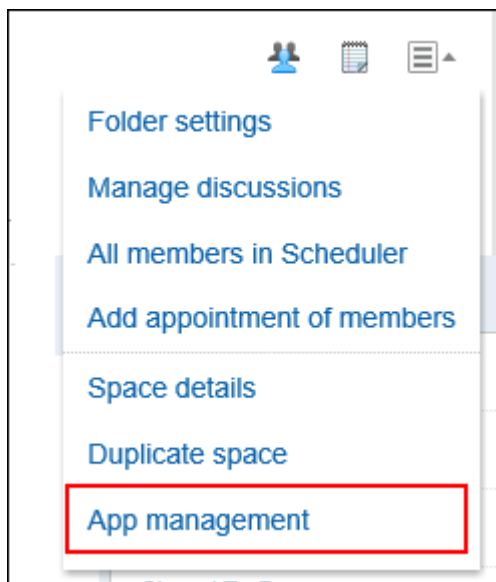 Folder settings
Manage discussions
All members in Scheduler
Add appointment of members
Space details
Duplicate space
App management